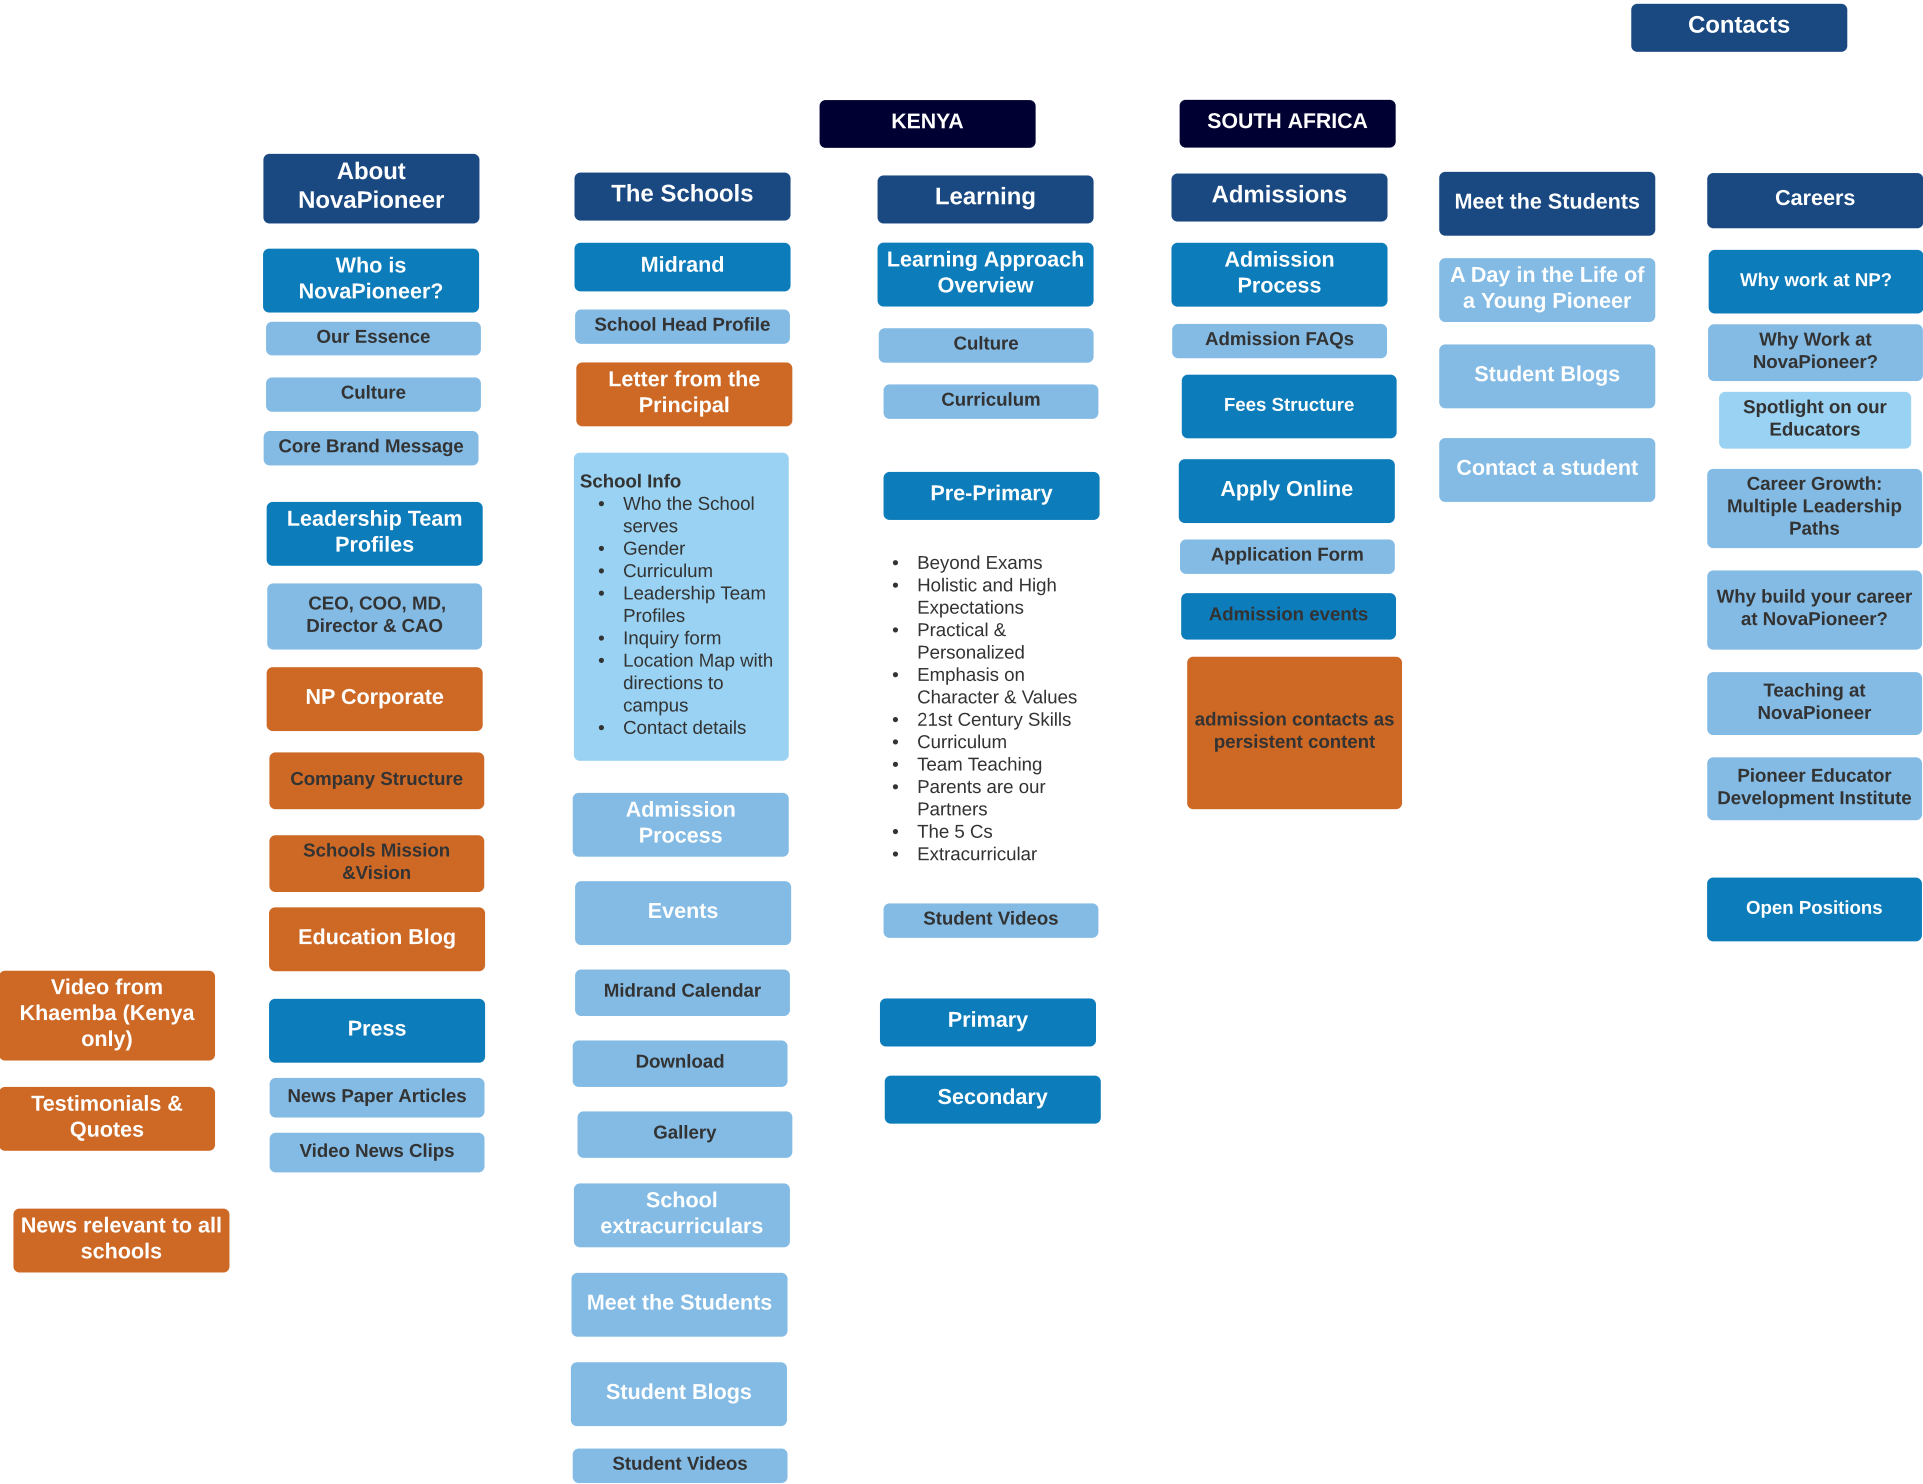 Contacts
KENYA
SOUTH AFRICA
About
NovaPioneer
Who is
NovaPioneer?
Our Essence
Culture
Core Brand Message
Leadership Team
Profiles
CEO, COO, MD,
Director & CAO
NP Corporate
Company Structure
Schools Mission
&Vision
Education Blog
Press
News Paper Articles
Video News Clips
Video from
Khaemba (Kenya
only)
Testimonials &
Quotes
News relevant to all
schools
The Schools
Midrand
School Head Profile
Letter from the
Principal
School Info
• Who the School
serves
• Gender
• Curriculum
• Leadership Team
Profiles
• Inquiry form
• Location Map with
directions to
campus
• Contact details
Admission
Process
Events
Midrand Calendar
Download
Gallery
School
extracurriculars
Meet the Students
Student Blogs
Student Videos
Learning
Learning Approach
Overview
Culture
Curriculum
Pre-Primary
• Beyond Exams
• Holistic and High
Expectations
• Practical &
Personalized
• Emphasis on
Character & Values
• 21st Century Skills
• Curriculum
• Team Teaching
• Parents are our
Partners
• The 5 Cs
• Extracurricular
Student Videos
Primary
Secondary
Admissions
Admission
Process
Admission FAQs
Fees Structure
Apply Online
Application Form
Admission events
admission contacts as
persistent content
Meet the Students
A Day in the Life of
a Young Pioneer
Student Blogs
Contact a student
Careers
Why work at NP?
Why Work at
NovaPioneer?
Spotlight on our
Educators
Career Growth:
Multiple Leadership
Paths
Why build your career
at NovaPioneer?
Teaching at
NovaPioneer
Pioneer Educator
Development Institute
Open Positions